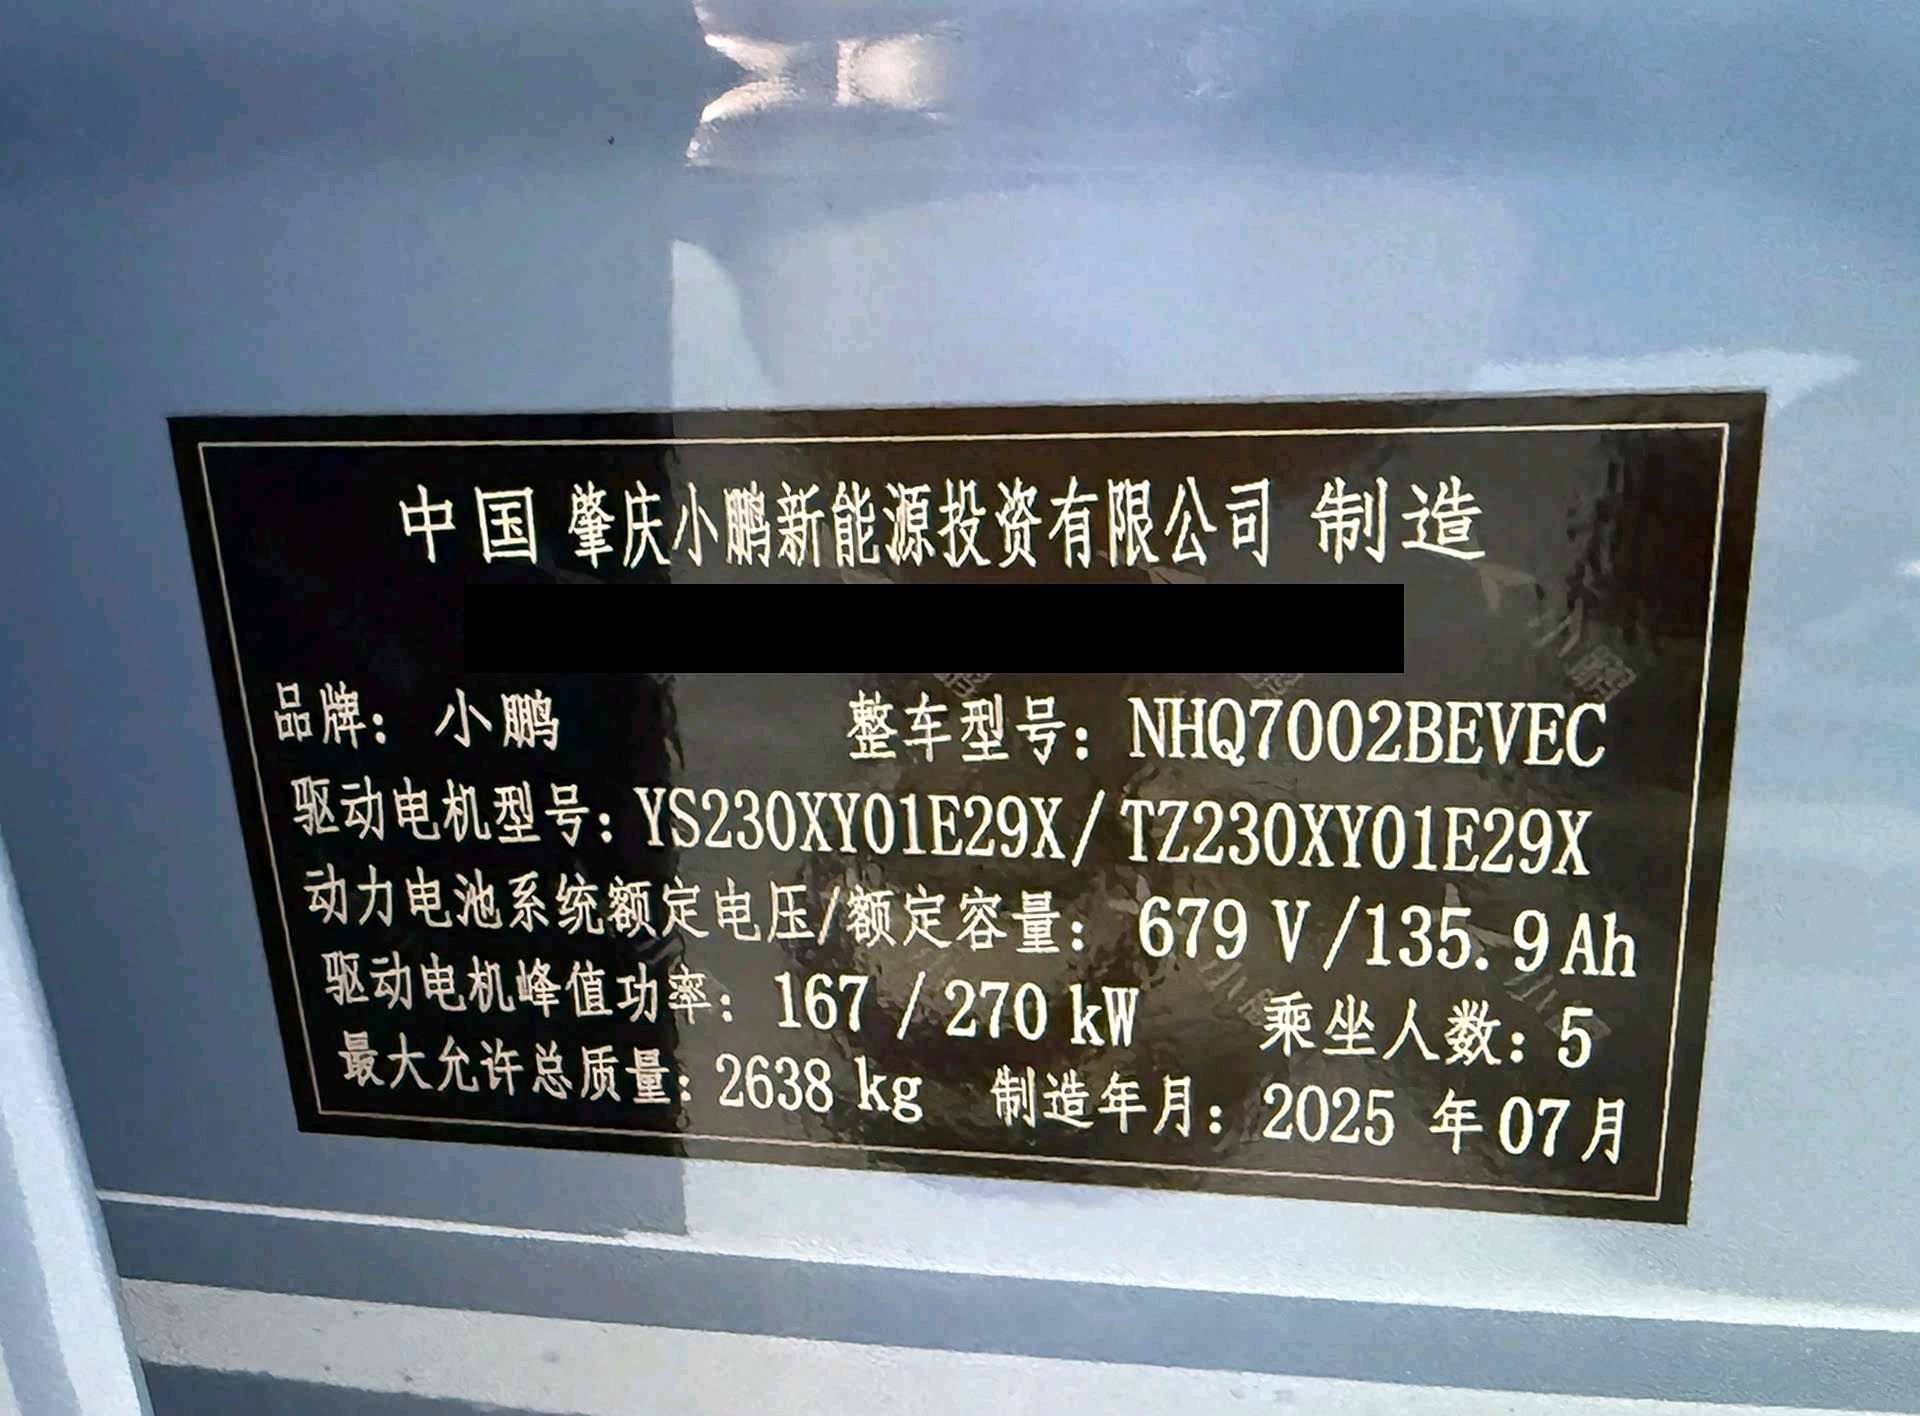 中国 肇庆小鹏新能源投资有限公司 制造
品牌：小鹏 整车型号：NHQ7002BEVEC
驱动电机型号：YS230XY01E29X/TZ230XY01E29X
动力电池系统额定电压/额定容量：679 V/135.9Ah
驱动电机峰值功率：167/270 kW 乘坐人数：5
最大允许总质量：2638 kg 制造年月：2025 年07月